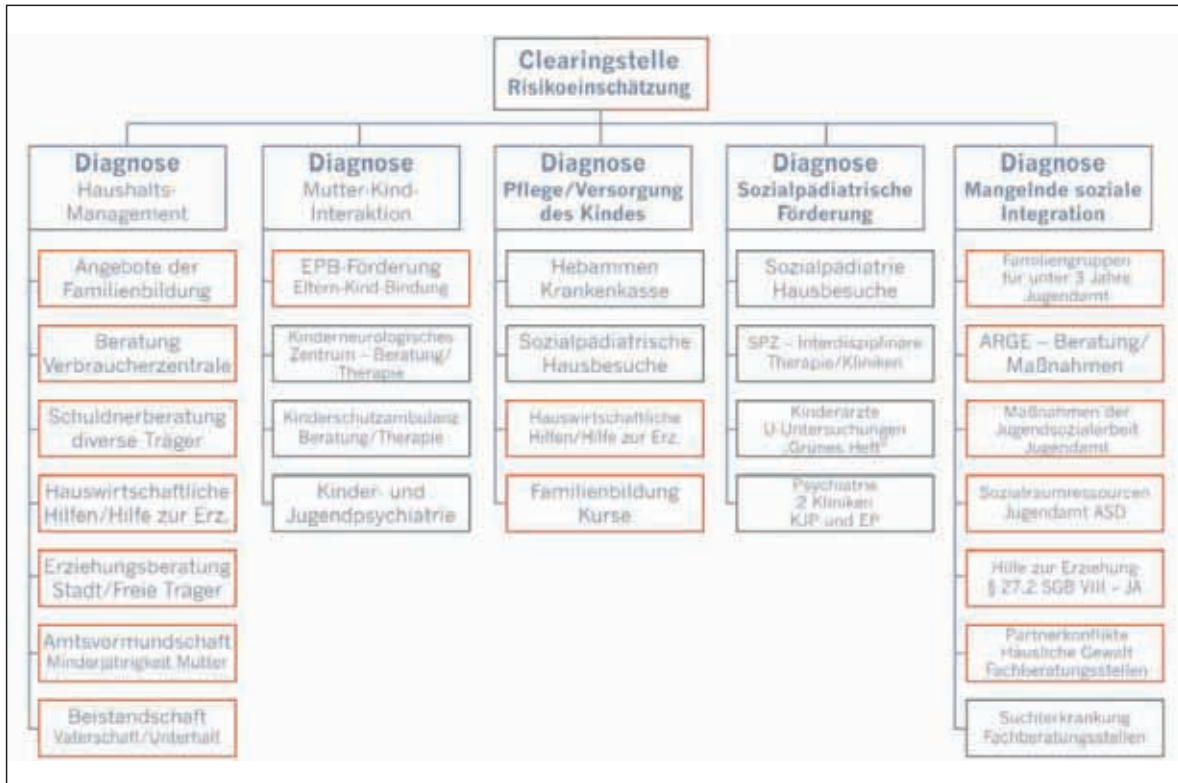 Clearingstelle
Risikoeinschätzung
Diagnose
Haushalts-
Management
Angebote der
Familienbildung
Beratung
Verbraucherzentrale
Schuldnerberatung
diverse Träger
Hauswirtschaftliche
Hilfen/Hilfe zur Erz.
Erziehungsberatung
Stadt/Freie Träger
Amtsvormundschaft
Minderjährigkeit Mutter
Beistandschaft
Vaterschaft/Unterhalt
Diagnose
Mutter-Kind-
Interaktion
EPB-Förderung
Eltern-Kind-Bindung
Kinderneurologisches
Zentrum – Beratung/
Therapie
Kinderschutzambulanz
Beratung/Therapie
Kinder- und
Jugendpsychiatrie
Diagnose
Pflege/Versorgung
des Kindes
Hebammen
Krankenkasse
Sozialpädiatrische
Hausbesuche
Hauswirtschaftliche
Hilfen/Hilfe zur Erz.
Familienbildung
Kurse
Diagnose
Sozialpädiatrische
Förderung
Sozialpädiatrie
Hausbesuche
SPZ – Interdisziplinäre
Therapie/Kliniken
Kinderärzte
U-Untersuchungen
„Grünes Heft“
Psychiatrie
2 Kliniken
KJP und EP
Diagnose
Mangelnde soziale
Integration
Familiengruppen
für unter 3 Jahre
Jugendamt
ARGE – Beratung/
Maßnahmen
Maßnahmen der
Jugendsozialarbeit
Jugendamt
Sozialraumressourcen
Jugendamt ASD
Hilfe zur Erziehung
§ 27.2 SGB VIII – JA
Partnerkonflikte
Häusliche Gewalt
Fachberatungsstellen
Suchterkrankung
Fachberatungsstellen